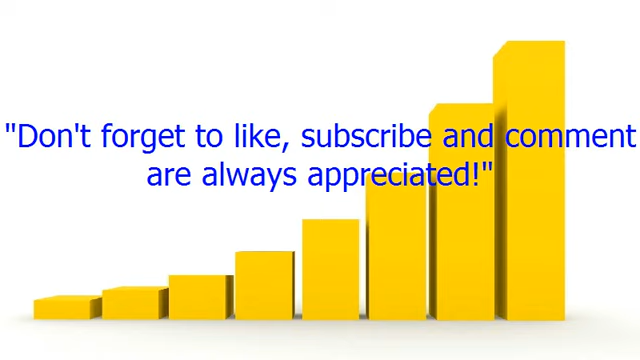 "Don't forget to like, subscribe and comment
are always appreciated!"